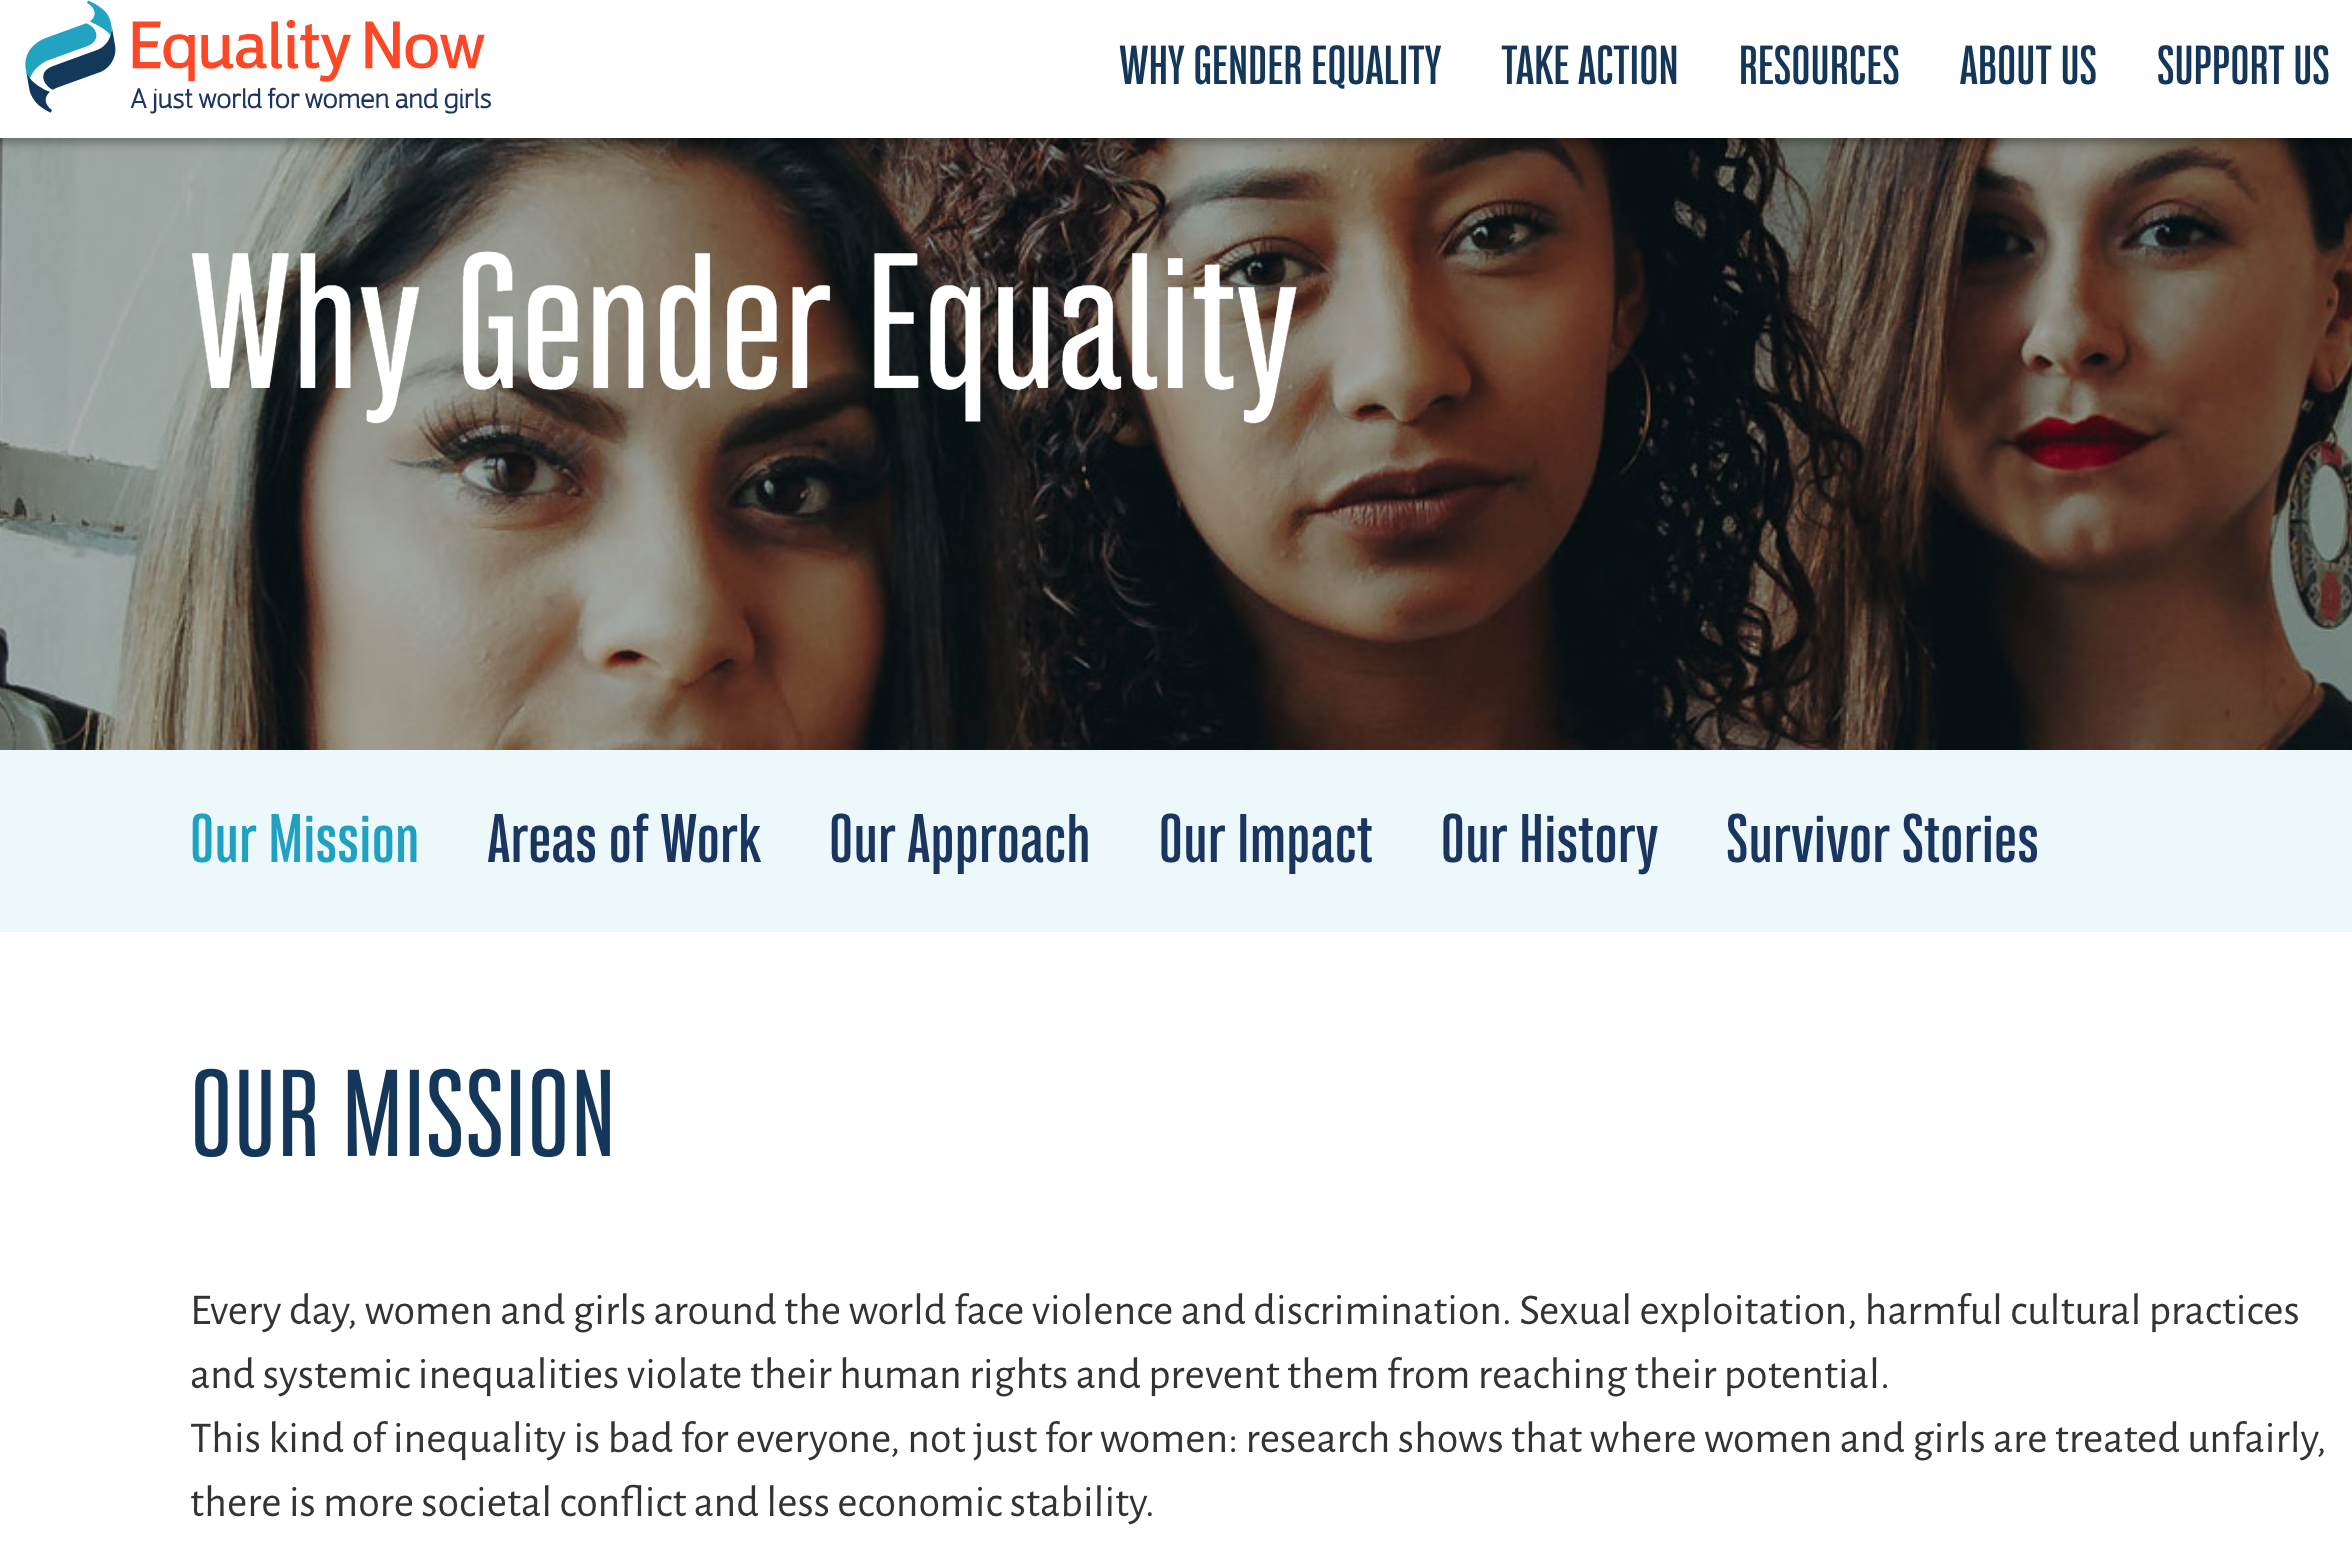 Equality Now
A just world for women and girls
WHY GENDER EQUALITY
TAKE ACTION
RESOURCES
ABOUT US
SUPPORT US
Why Gender Equality
Our Mission
Areas of Work
Our Approach
Our Impact
Our History
Survivor Stories
OUR MISSION
Every day, women and girls around the world face violence and discrimination. Sexual exploitation, harmful cultural practices
and systemic inequalities violate their human rights and prevent them from reaching their potential.
This kind of inequality is bad for everyone, not just for women: research shows that where women and girls are treated unfairly,
there is more societal conflict and less economic stability.